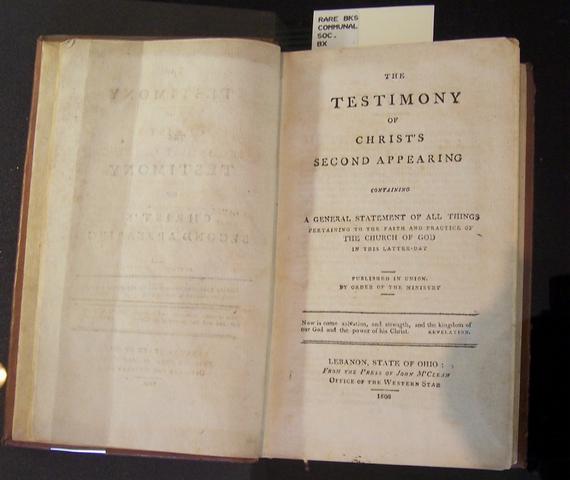 RARE BKS
COMMUNAL
SOC.
BX
THE
TESTIMONY
OF
CHRIST'S
SECOND APPEARING
CONTAINING
A GENERAL STATEMENT OF ALL THINGS
PERTAINING TO THE FAITH AND PRACTICE OF
THE CHURCH OF GOD
IN THIS LATTER-DAY
PUBLISHED IN UNION.
BY ORDER OF THE MINISTRY
Now is come salvation, and strength, and the kingdom of
our God and the power of his Christ. REVELATION.
LEBANON, STATE OF OHIO:
FROM THE PRESS OF JOHN M'CLEAN
OFFICE OF THE WESTERN STAR
1808